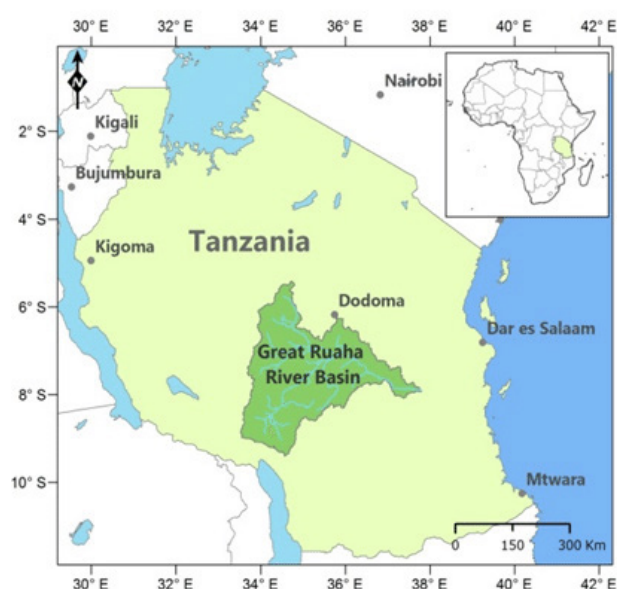 30° E 32° E 34° E 36° E 38° E 40° E 42° E
N
Nairobi
2° S
Kigali
Bujumbura
4° S
Kigoma
Tanzania
6° S
Dodoma
Dar es Salaam
Great Ruaha
River Basin
8° S
10° S
Mtwara
0 150 300 Km
30° E 32° E 34° E 36° E 38° E 40° E 42° E